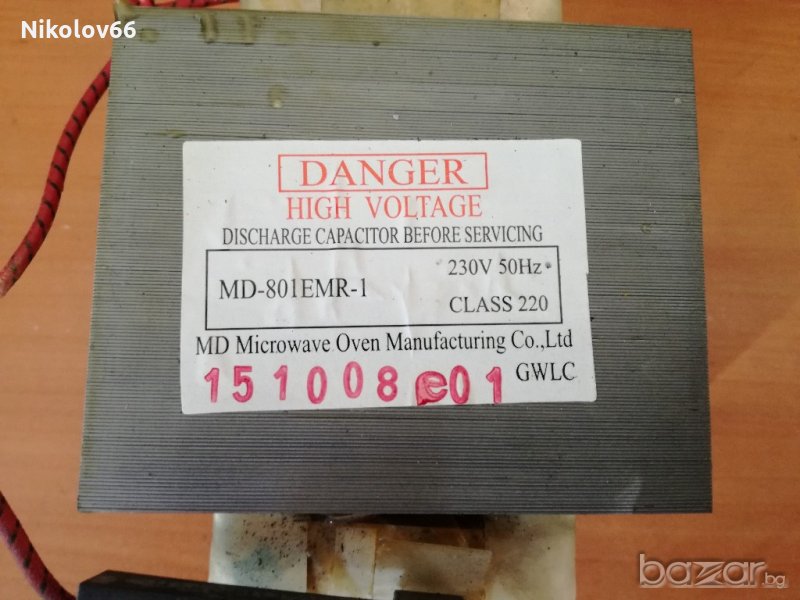 Nikolov66
DANGER
HIGH VOLTAGE
DISCHARGE CAPACITOR BEFORE SERVICING
MD-801EMR-1
230V 50Hz
CLASS 220
MD Microwave Oven Manufacturing Co.,Ltd
151008 e01
GWLC
bazar.bg